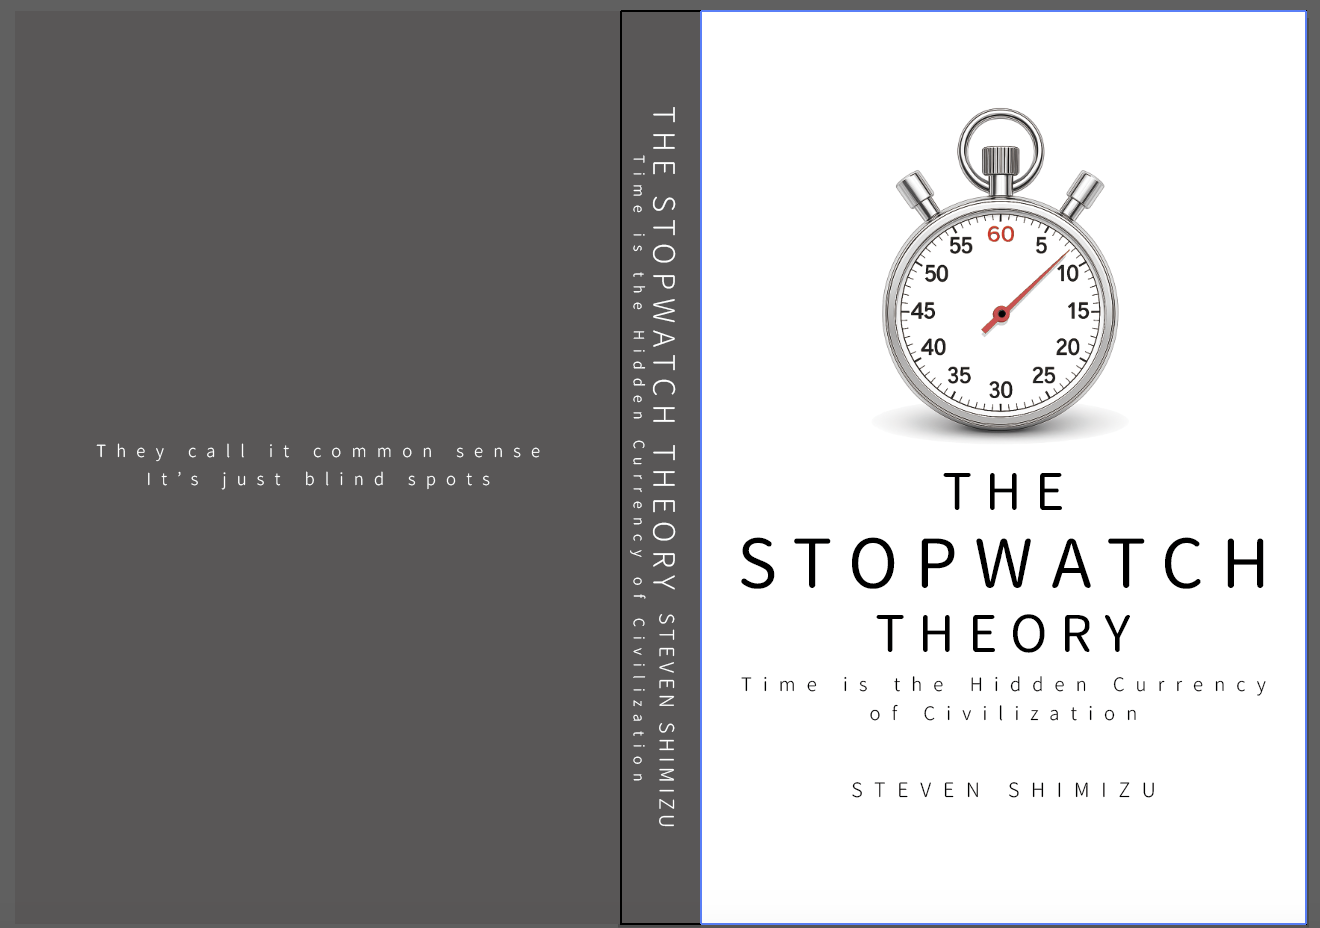 They call it common sense
It’s just blind spots
THE STOPWATCH THEORY STEVEN SHIMIZU
Time is the Hidden Currency of Civilization
60
5
10
15
20
25
30
35
40
45
50
55
THE
STOPWATCH
THEORY
Time is the Hidden Currency
of Civilization
STEVEN SHIMIZU